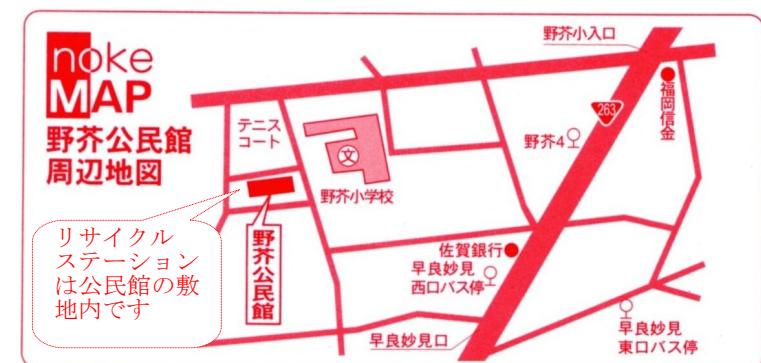 noke
MAP
野芥公民館
周辺地図
リサイクル
ステーション
は公民館の敷
地内です
テニス
コート
文
野芥小学校
野芥公民館
野芥小入口
263
福岡信金
野芥4
佐賀銀行
早良妙見
西口バス停
早良妙見口
早良妙見
東口バス停